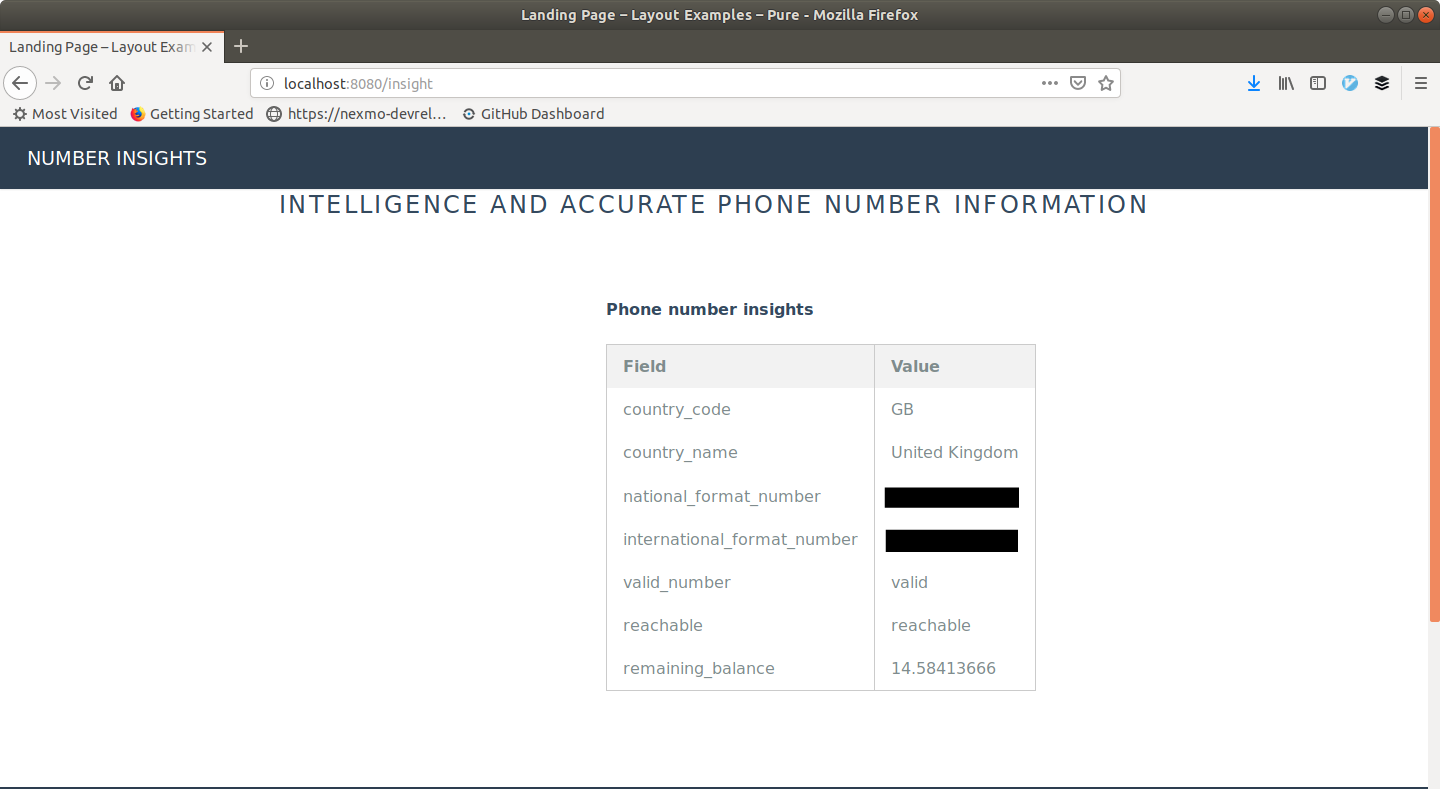 Landing Page – Layout Examples – Pure - Mozilla Firefox
Landing Page – Layout Exam
localhost:8080/insight
Most Visited Getting Started https://nexmo-devrel... GitHub Dashboard
NUMBER INSIGHTS
INTELLIGENCE AND ACCURATE PHONE NUMBER INFORMATION
Phone number insights
Field Value
country_code GB
country_name United Kingdom
national_format_number
international_format_number
valid_number valid
reachable reachable
remaining_balance 14.58413666